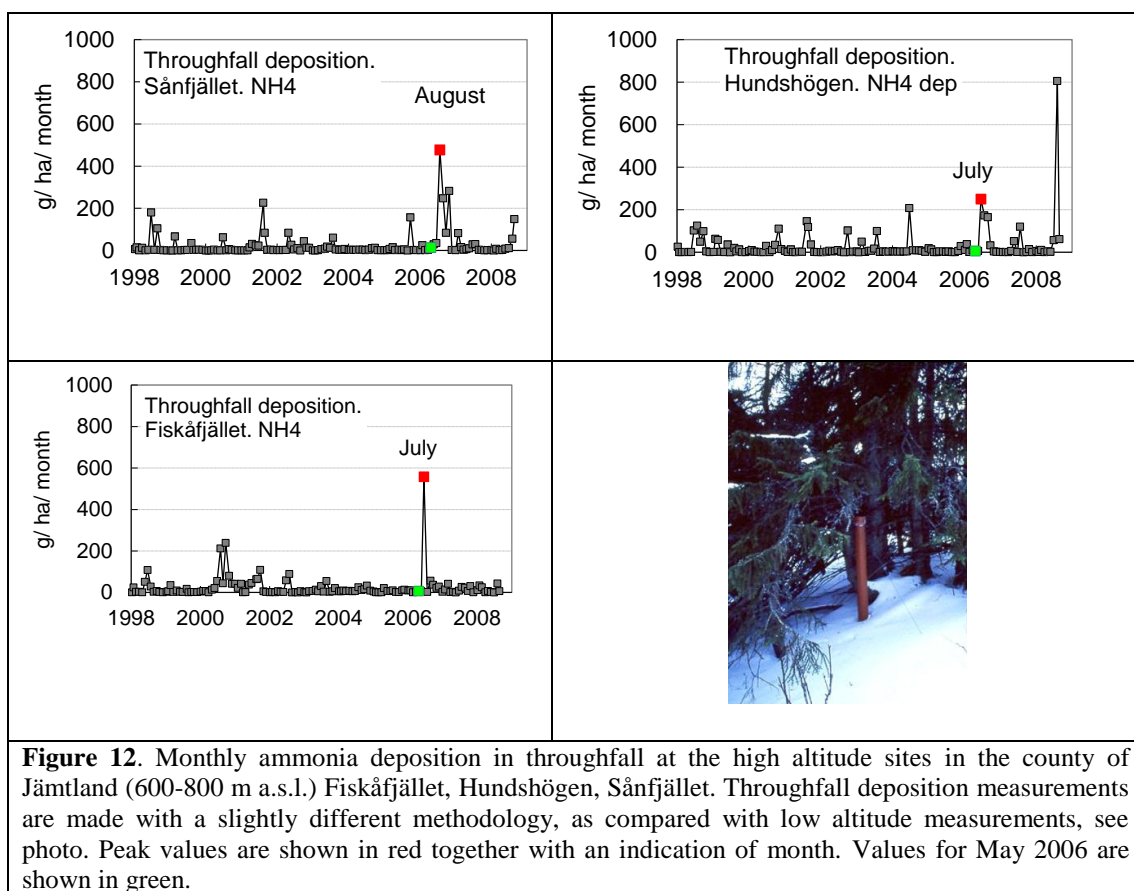 1000
800
600
400
200
0
g/ ha/ month
Throughfall deposition.
Sånfjället. NH4
August
1998 2000 2002 2004 2006 2008
1000
800
600
400
200
0
g/ ha/ month
Throughfall deposition.
Hundshögen. NH4 dep
July
1998 2000 2002 2004 2006 2008
1000
800
600
400
200
0
g/ ha/ month
Throughfall deposition.
Fiskåfjället. NH4
July
1998 2000 2002 2004 2006 2008
Figure 12. Monthly ammonia deposition in throughfall at the high altitude sites in the county of
Jämtland (600-800 m a.s.l.) Fiskåfjället, Hundshögen, Sånfjället. Throughfall deposition measurements
are made with a slightly different methodology, as compared with low altitude measurements, see
photo. Peak values are shown in red together with an indication of month. Values for May 2006 are
shown in green.